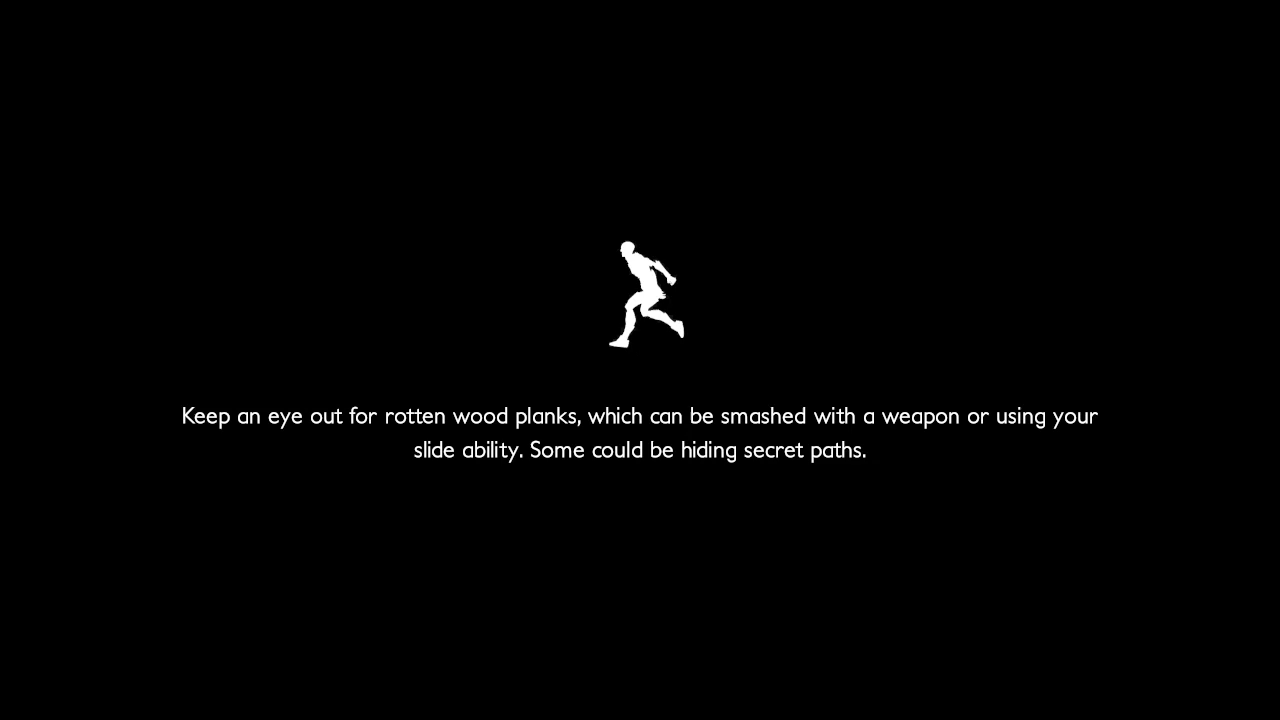 Keep an eye out for rotten wood planks, which can be smashed with a weapon or using your
slide ability. Some could be hiding secret paths.